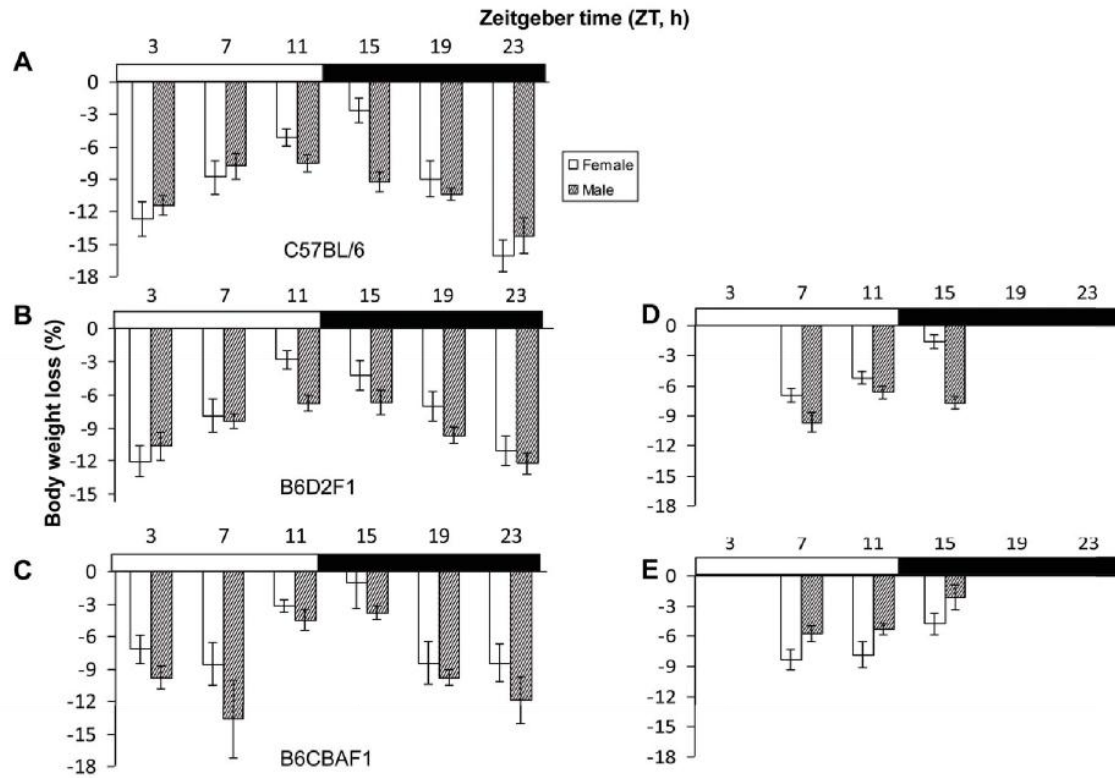 Zeitgeber time (ZT, h)
A
3 7 11 15 19 23
0
-3
-6
-9
-12
-15
-18
C57BL/6
Female
Male
Body weight loss (%)
B
3 7 11 15 19 23
0
-3
-6
-9
-12
-15
B6D2F1
D
3 7 11 15 19 23
0
-3
-6
-9
-12
-15
-18
C
3 7 11 15 19 23
0
-3
-6
-9
-12
-15
-18
B6CBAF1
E
3 7 11 15 19 23
0
-3
-6
-9
-12
-15
-18